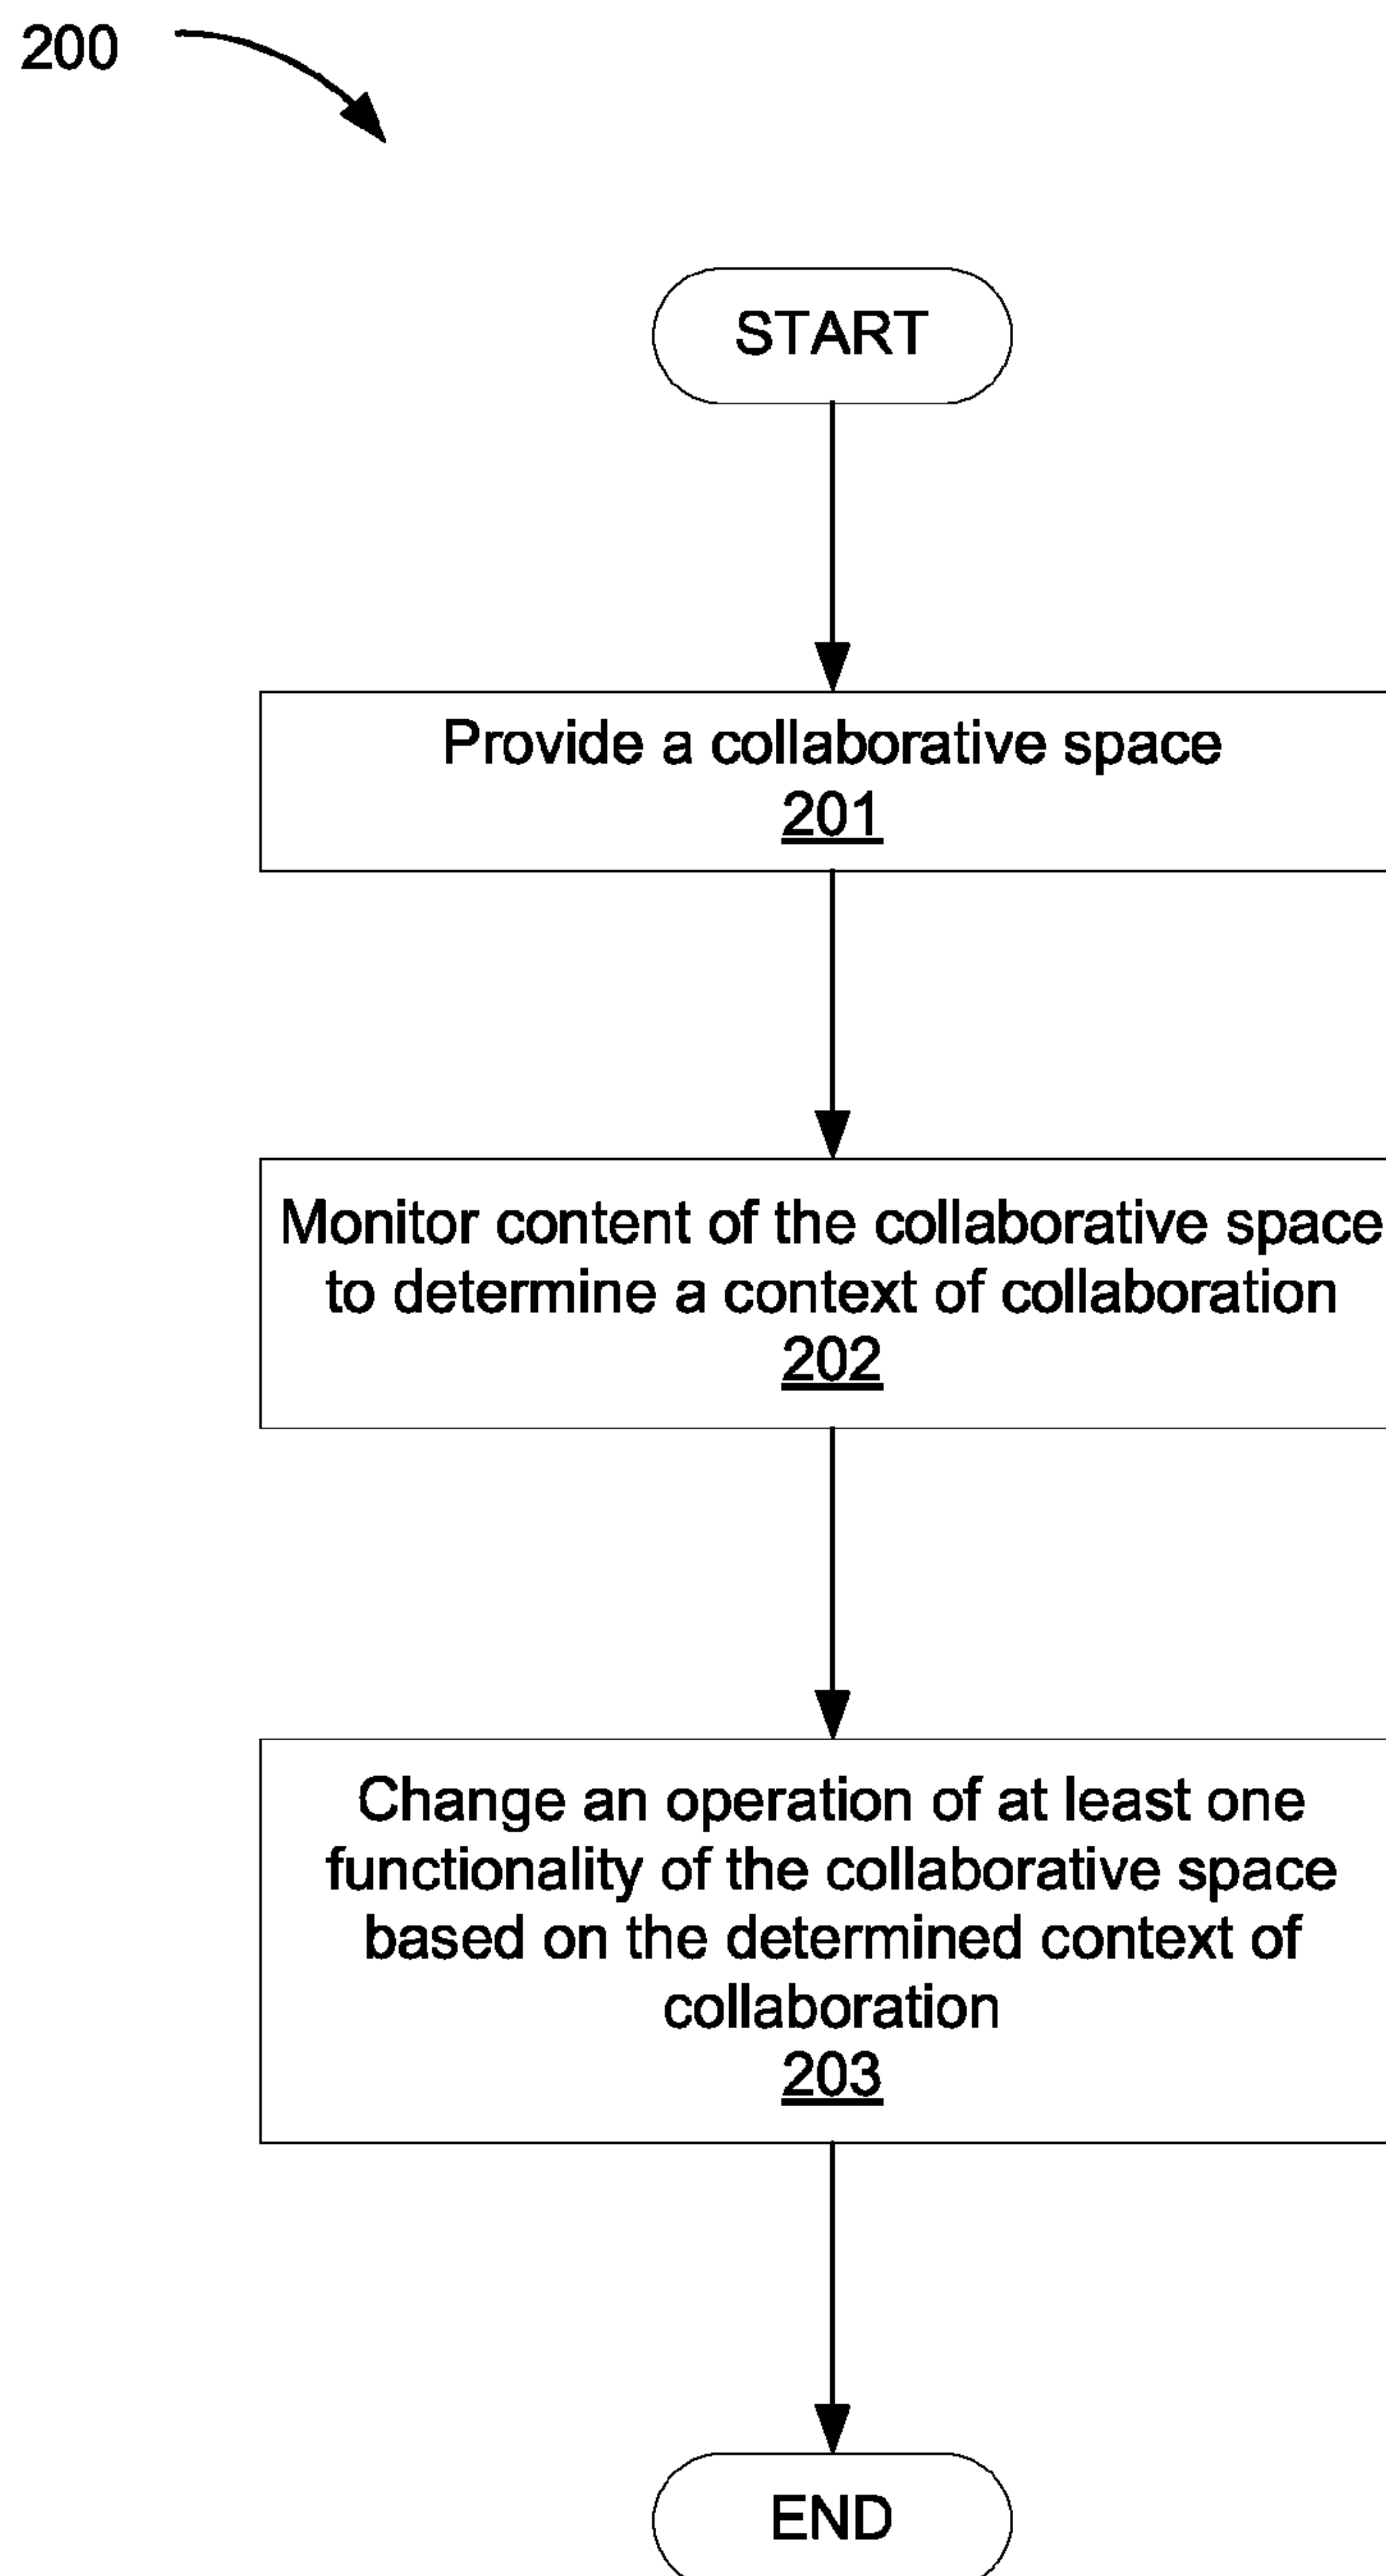 200
START
Provide a collaborative space
201
Monitor content of the collaborative space
to determine a context of collaboration
202
Change an operation of at least one
functionality of the collaborative space
based on the determined context of
collaboration
203
END